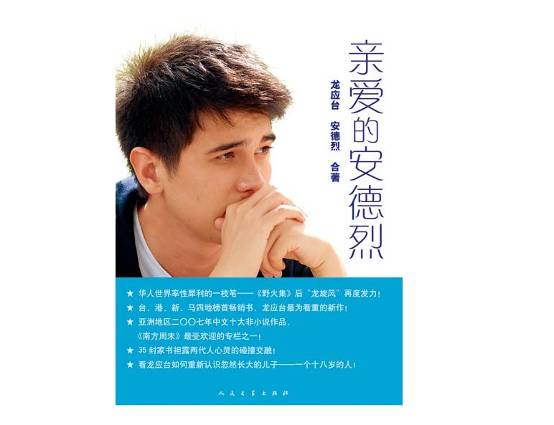 亲爱的安德烈
龙应台 安德烈 合著
★ 华人世界率性犀利的一枝笔——《野火集》后“龙旋风”再度发力！
★ 台、港、新、马四地榜首畅销书、龙应台最为看重的新作！
★ 亚洲地区二〇〇七年中文十大非小说作品，
《南方周末》最受欢迎的专栏之一！
★ 35封家书坦露两代人心灵的碰撞交融！
★ 看龙应台如何重新认识忽然长大的儿子——一个十八岁的人！
人民文学出版社